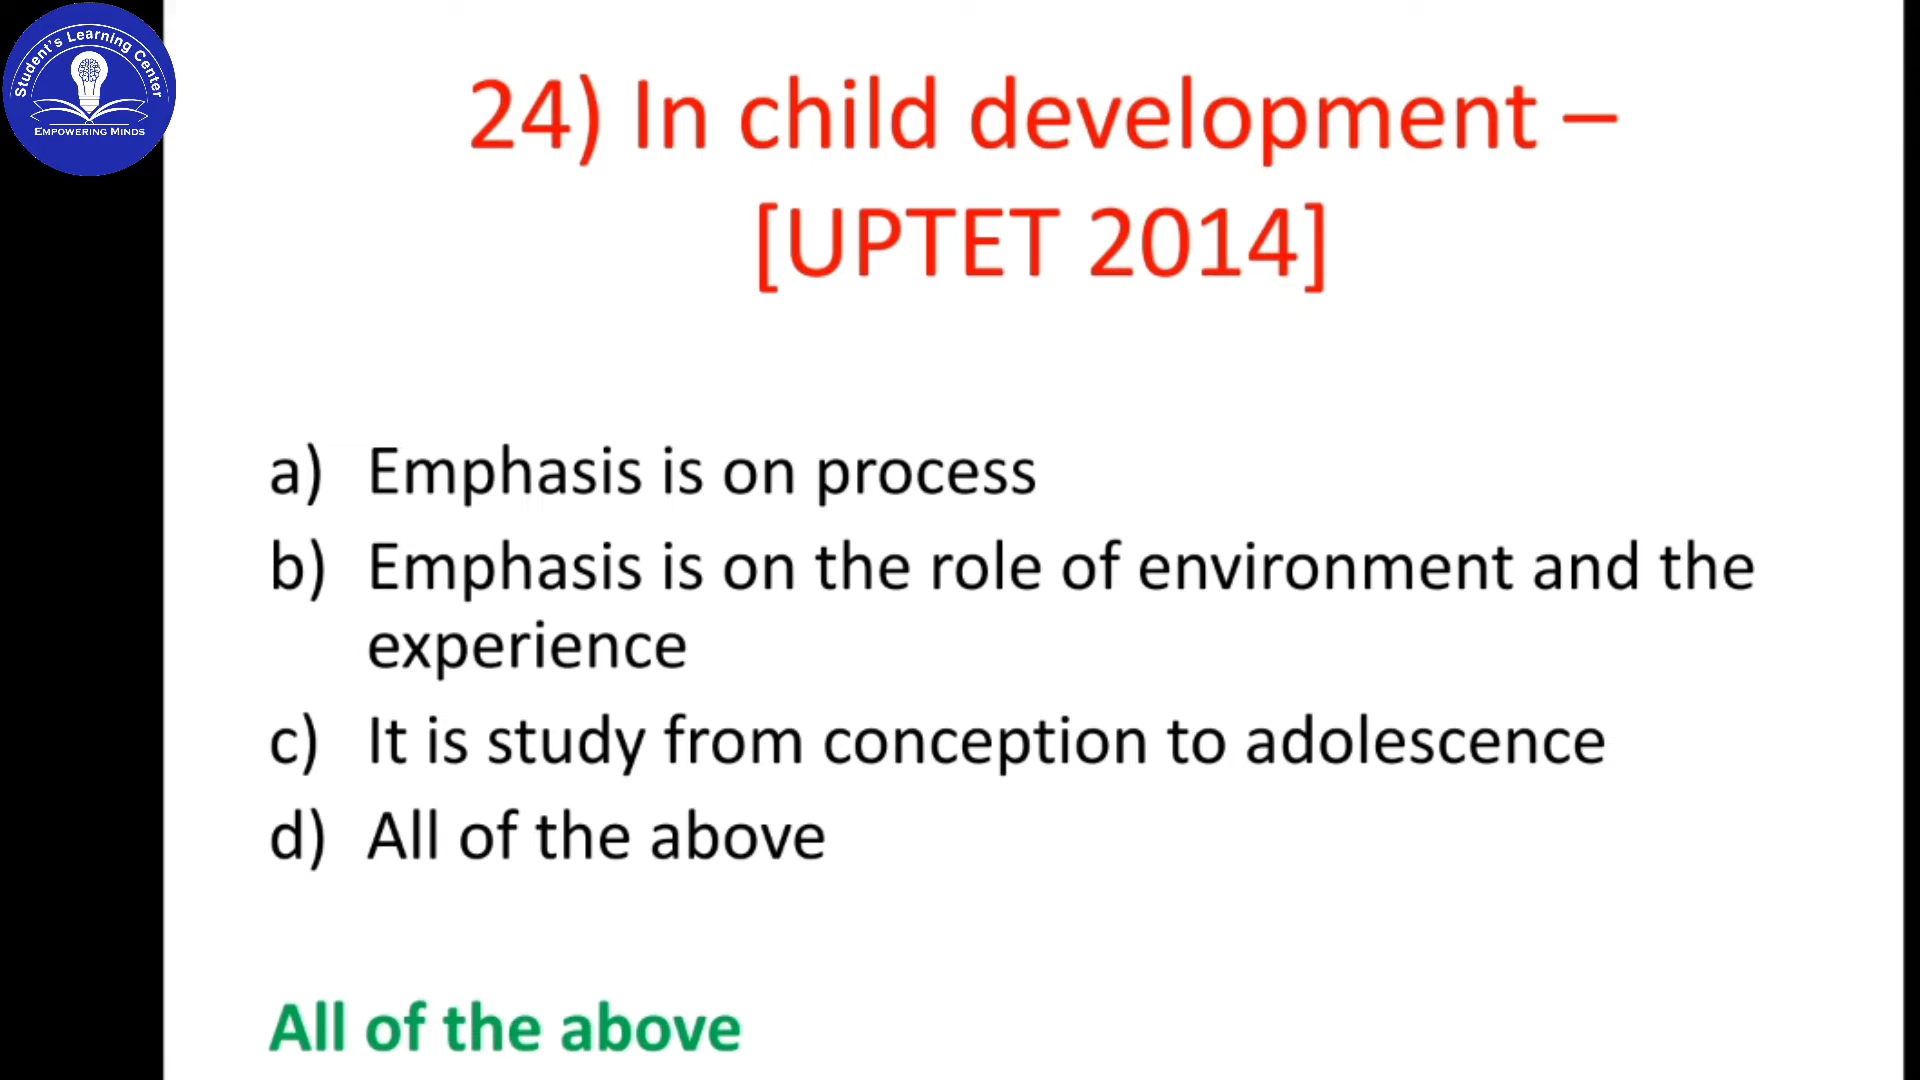 Student's Learning Center
EMPOWERING MINDS
24) In child development –
[UPTET 2014]
a) Emphasis is on process
b) Emphasis is on the role of environment and the
experience
c) It is study from conception to adolescence
d) All of the above
All of the above